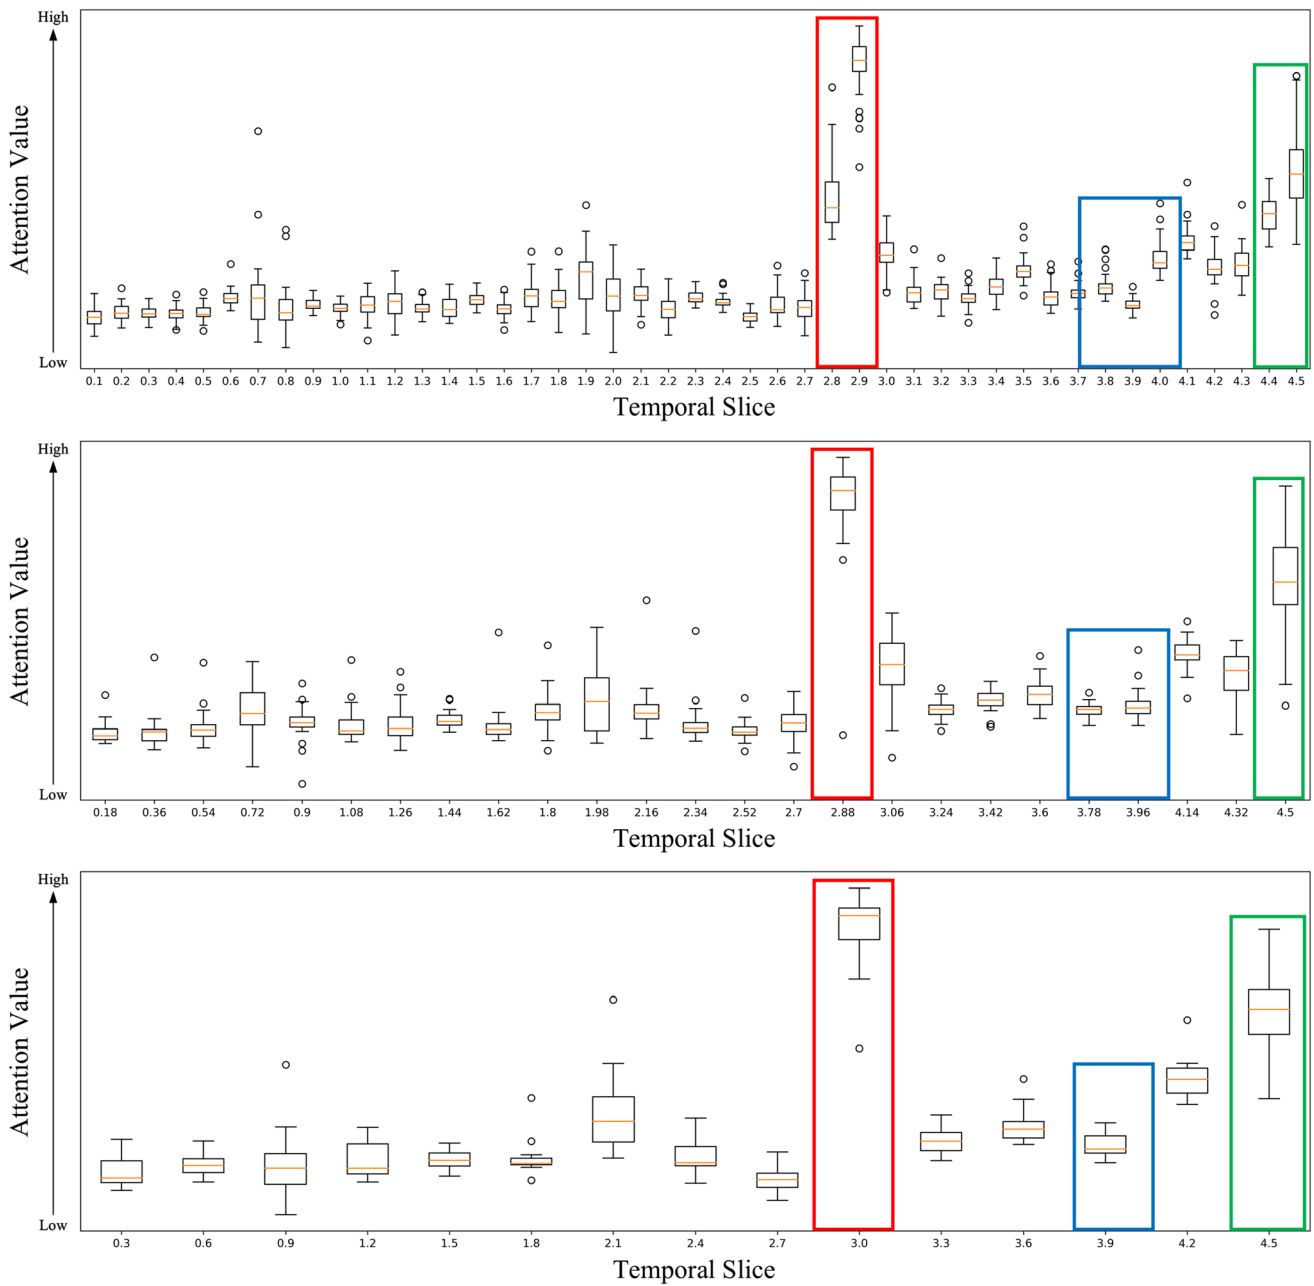 High
Attention Value
Low
0.1 0.2 0.3 0.4 0.5 0.6 0.7 0.8 0.9 1.0 1.1 1.2 1.3 1.4 1.5 1.6 1.7 1.8 1.9 2.0 2.1 2.2 2.3 2.4 2.5 2.6 2.7 2.8 2.9 3.0 3.1 3.2 3.3 3.4 3.5 3.6 3.7 3.8 3.9 4.0 4.1 4.2 4.3 4.4 4.5
Temporal Slice
High
Attention Value
Low
0.18 0.36 0.54 0.72 0.9 1.08 1.26 1.44 1.62 1.8 1.98 2.16 2.34 2.52 2.7 2.88 3.06 3.24 3.42 3.6 3.78 3.96 4.14 4.32 4.5
Temporal Slice
High
Attention Value
Low
0.3 0.6 0.9 1.2 1.5 1.8 2.1 2.4 2.7 3.0 3.3 3.6 3.9 4.2 4.5
Temporal Slice